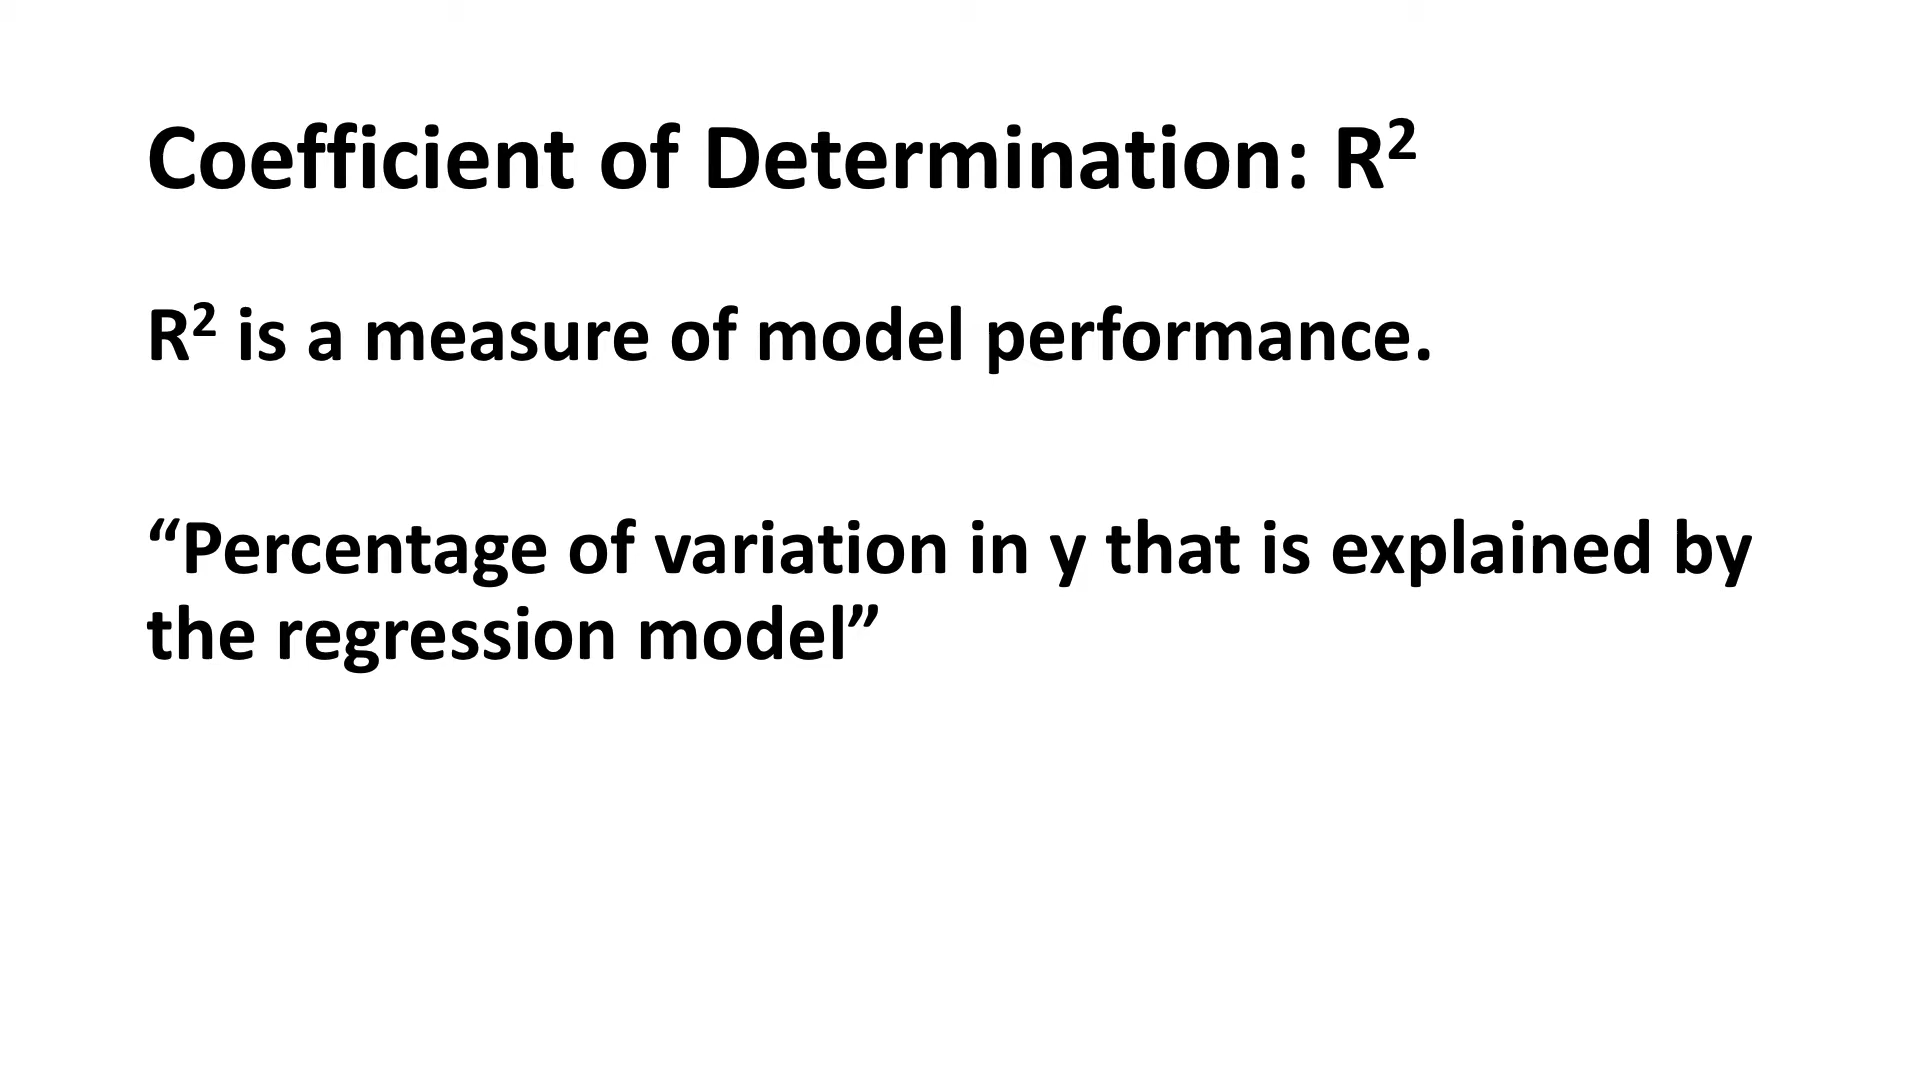 Coefficient of Determination: R²
R² is a measure of model performance.
“Percentage of variation in y that is explained by
the regression model”